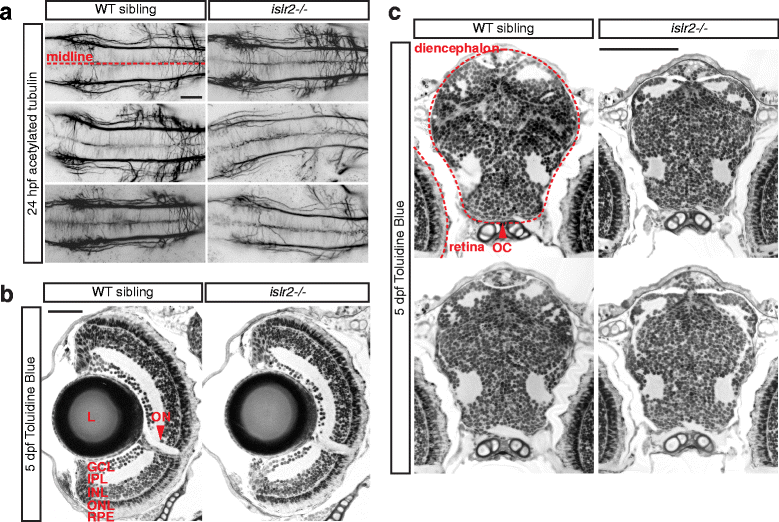 a
WT sibling
islr2-/-
24 hpf acetylated tubulin
midline
b
WT sibling
islr2-/-
5 dpf Toluidine Blue
L
ON
GCL
IPL
INL
ONL
RPE
c
WT sibling
islr2-/-
5 dpf Toluidine Blue
diencephalon
retina
OC